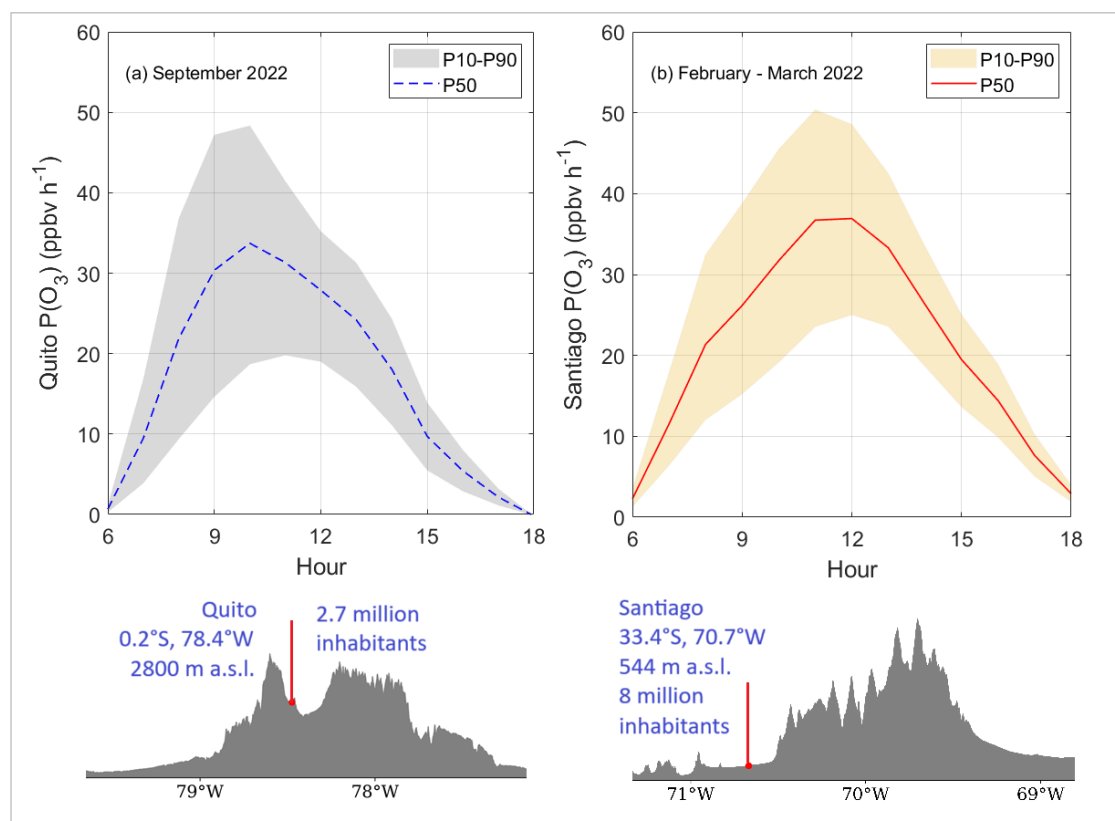 (a) September 2022
P10-P90
P50
Quito P(O₃) (ppbv h⁻¹)
60
50
40
30
20
10
0
6
9
12
15
18
Hour
(b) February - March 2022
P10-P90
P50
Santiago P(O₃) (ppbv h⁻¹)
60
50
40
30
20
10
0
6
9
12
15
18
Hour
Quito
0.2°S, 78.4°W
2800 m a.s.l.
2.7 million
inhabitants
79°W
78°W
Santiago
33.4°S, 70.7°W
544 m a.s.l.
8 million
inhabitants
71°W
70°W
69°W